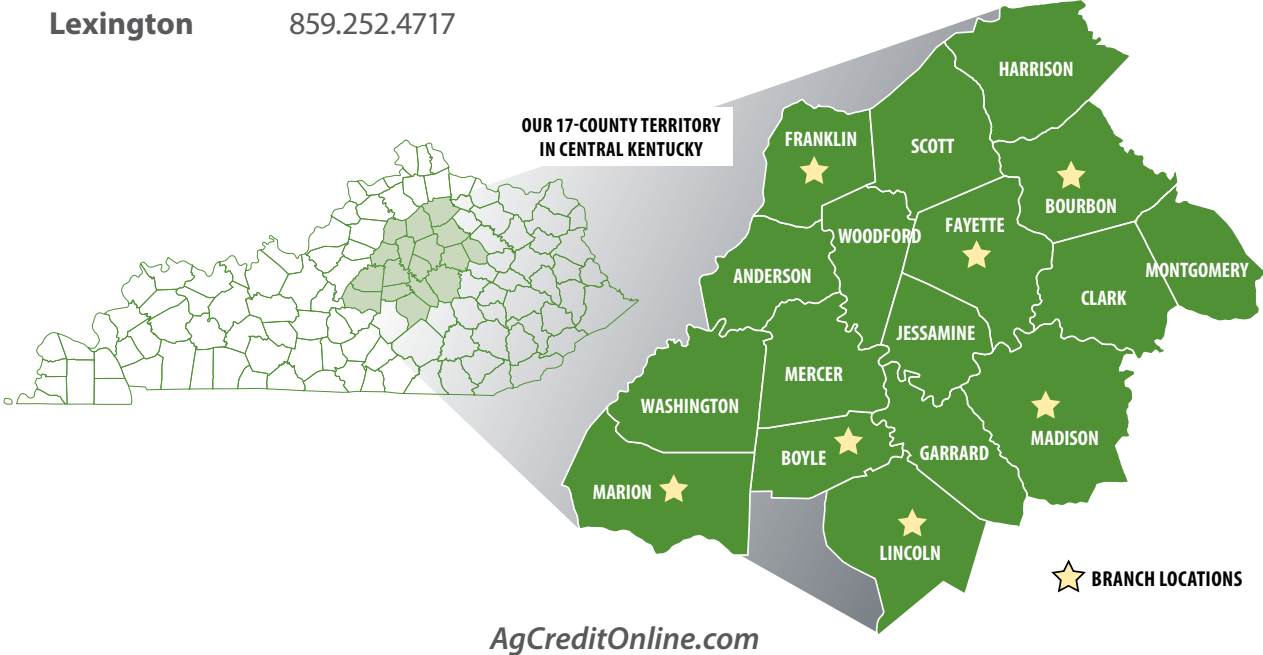 Lexington 859.252.4717
OUR 17-COUNTY TERRITORY
IN CENTRAL KENTUCKY
HARRISON
FRANKLIN
SCOTT
BOURBON
WOODFORD
FAYETTE
ANDERSON
MONTGOMERY
CLARK
JESSAMINE
MERCER
WASHINGTON
MADISON
BOYLE
GARRARD
MARION
LINCOLN
BRANCH LOCATIONS
AgCreditOnline.com